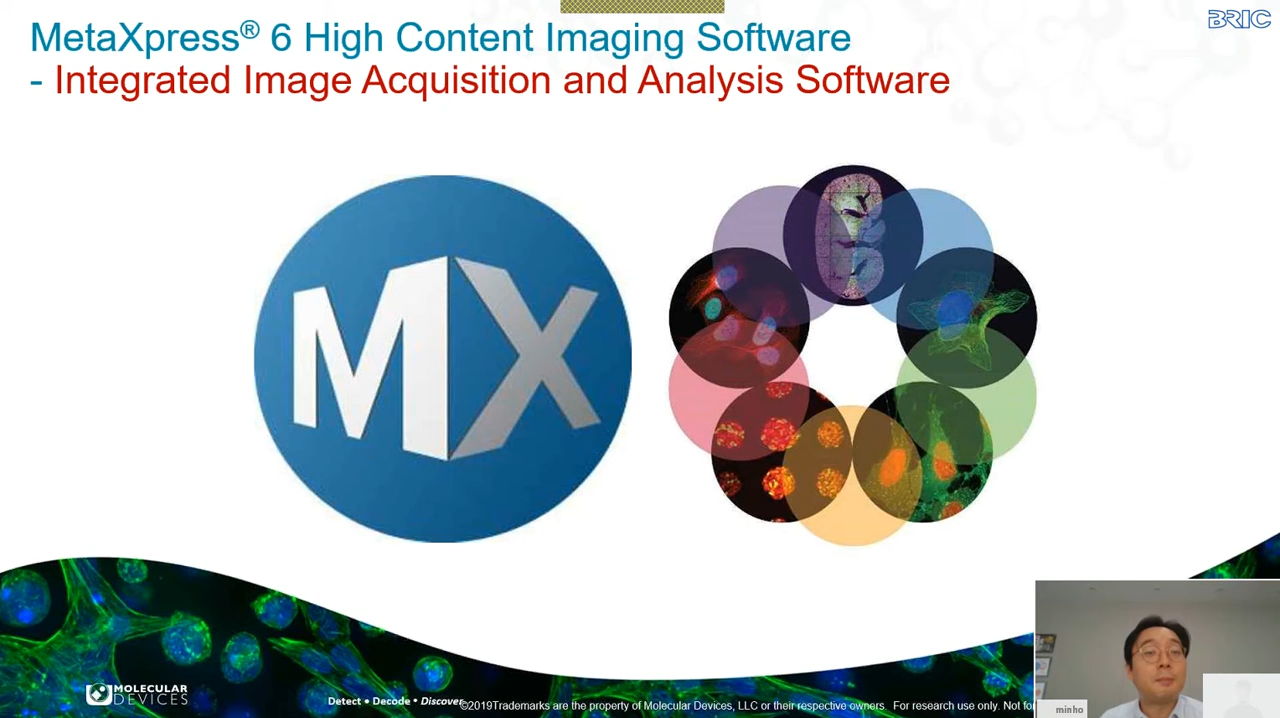 MetaXpress® 6 High Content Imaging Software
- Integrated Image Acquisition and Analysis Software
BRIC
MX
MOLECULAR
DEVICES
Detect • Decode • Discover
©2019Trademarks are the property of Molecular Devices, LLC or their respective owners. For research use only. Not for
minho